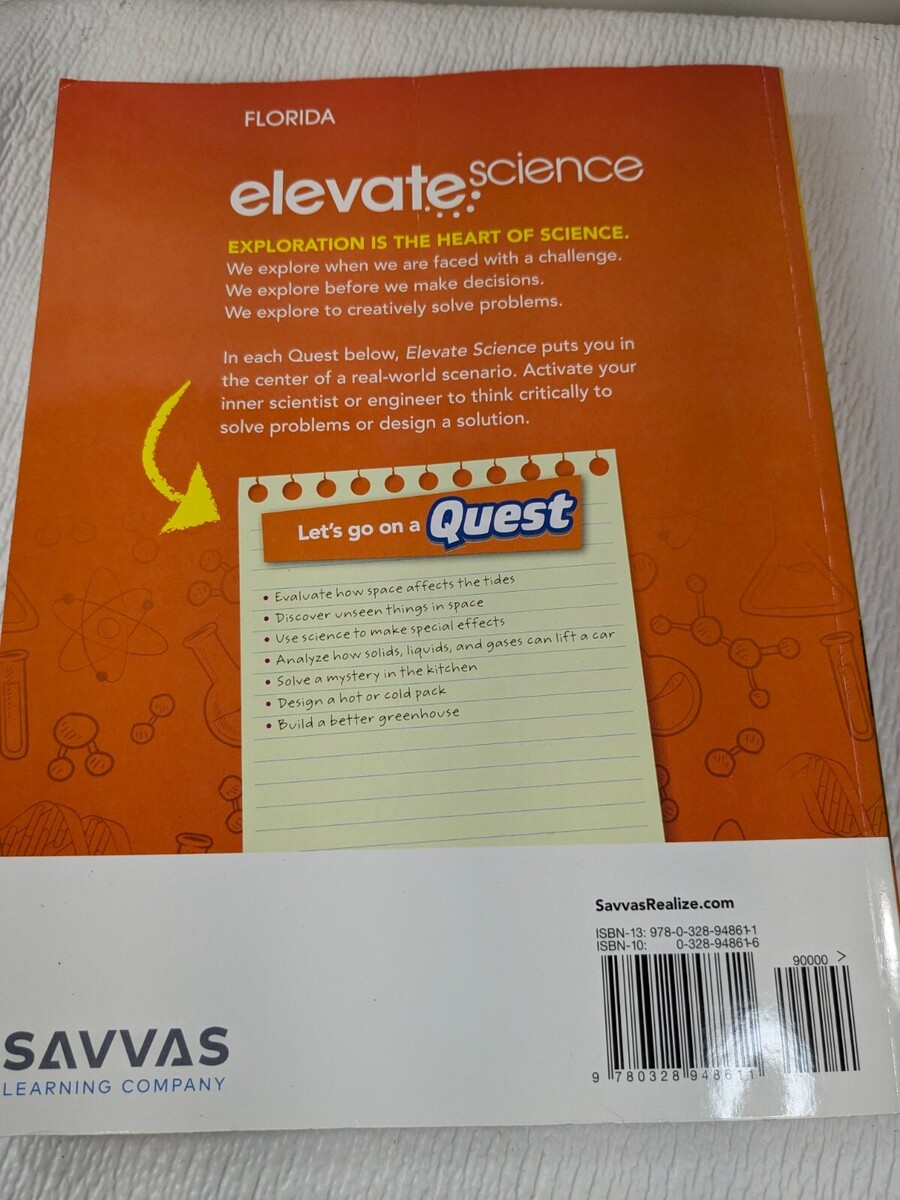 FLORIDA
elevate science
EXPLORATION IS THE HEART OF SCIENCE.
We explore when we are faced with a challenge.
We explore before we make decisions.
We explore to creatively solve problems.
In each Quest below, Elevate Science puts you in
the center of a real-world scenario. Activate your
inner scientist or engineer to think critically to
solve problems or design a solution.
Let's go on a Quest
• Evaluate how space affects the tides
• Discover unseen things in space
• Use science to make special effects
• Analyze how solids, liquids, and gases can lift a car
• Solve a mystery in the kitchen
• Design a hot or cold pack
• Build a better greenhouse
SavvasRealize.com
ISBN-13: 978-0-328-94861-1
ISBN-10: 0-328-94861-6
90000 >
9 780328 948611
SAVVAS
LEARNING COMPANY